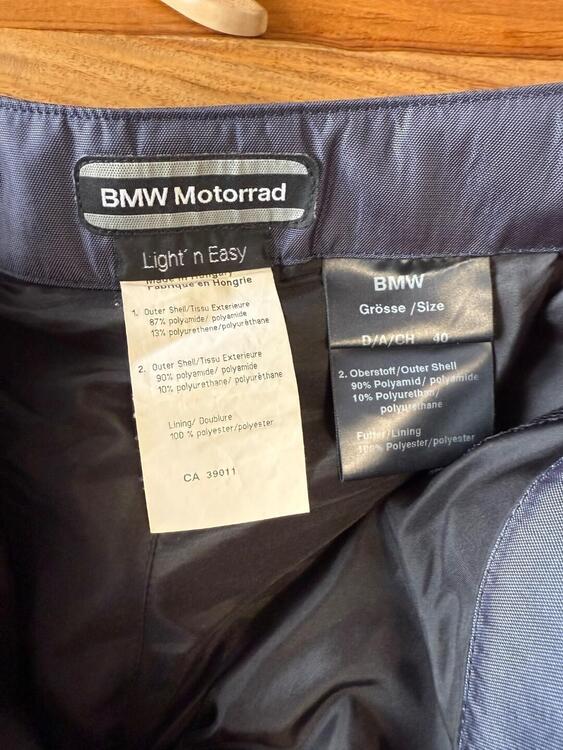 BMW Motorrad
Light´n Easy
Made in Hungary
Fabriqué en Hongrie
1. Outer Shell/Tissu Exterieure
87% polyamide/ polyamide
13% polyurethene/polyuréthane
2. Outer Shell/Tissu Exterieure
90% polyamide/ polyamide
10% polyurethane/ polyuréthane
Lining/ Doublure
100 % polyester/polyester
CA 39011
BMW
Grösse /Size
D/A/CH 40
2. Oberstoff/Outer Shell
90% Polyamid/ polyamide
10% Polyurethan/
polyurethane
Futter/Lining
100% Polyester/polyester